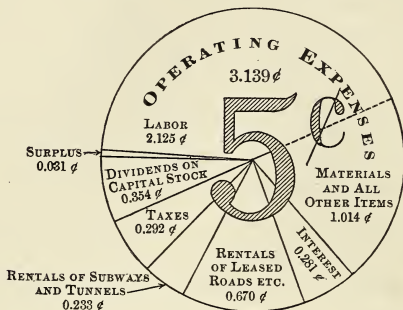 OPERATING EXPENSES
3.139 ¢
5¢
LABOR
2.125 ¢
SURPLUS
0.031 ¢
DIVIDENDS ON
CAPITAL STOCK
0.354 ¢
TAXES
0.292 ¢
RENTALS OF SUBWAYS
AND TUNNELS
0.233 ¢
RENTALS
OF LEASED
ROADS ETC.
0.670 ¢
INTEREST
0.281 ¢
MATERIALS
AND ALL
OTHER ITEMS
1.014 ¢